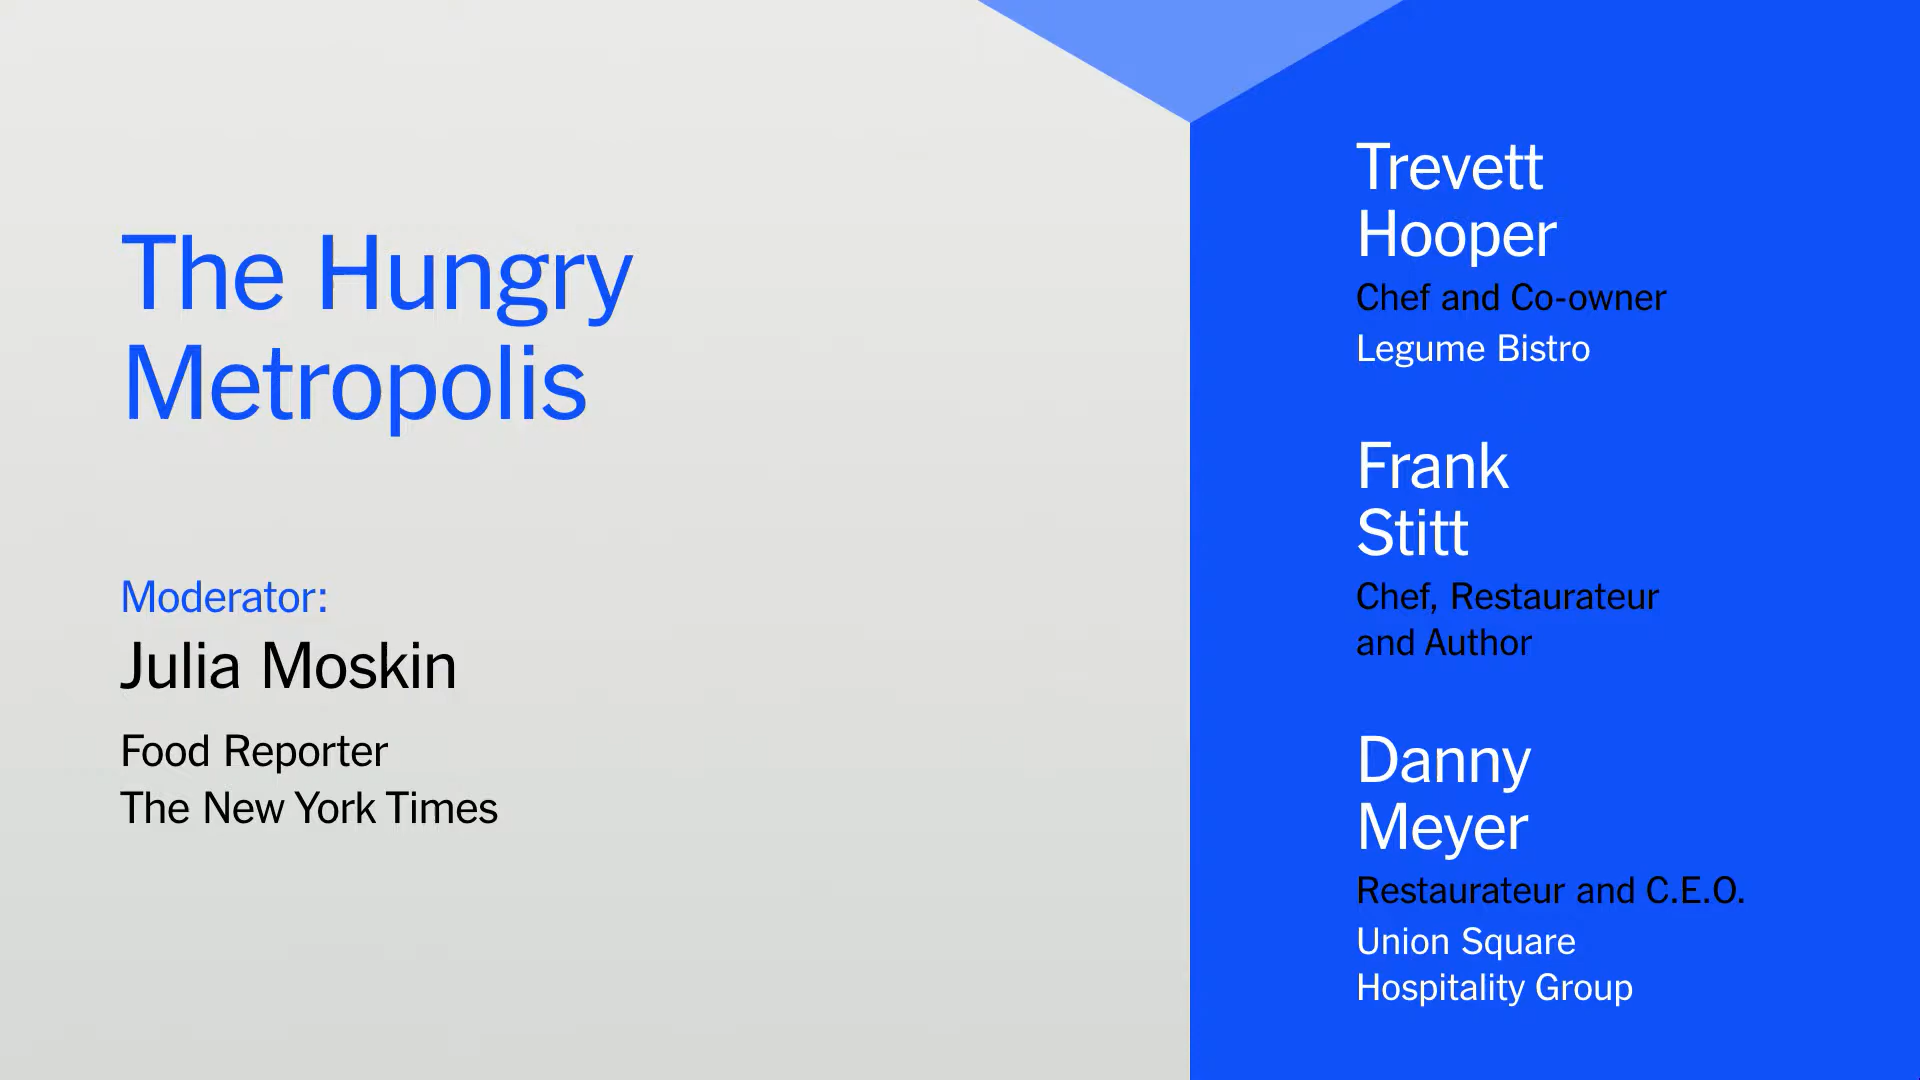 The Hungry
Metropolis
Moderator:
Julia Moskin
Food Reporter
The New York Times
Trevett
Hooper
Chef and Co-owner
Legume Bistro
Frank
Stitt
Chef, Restaurateur
and Author
Danny
Meyer
Restaurateur and C.E.O.
Union Square
Hospitality Group